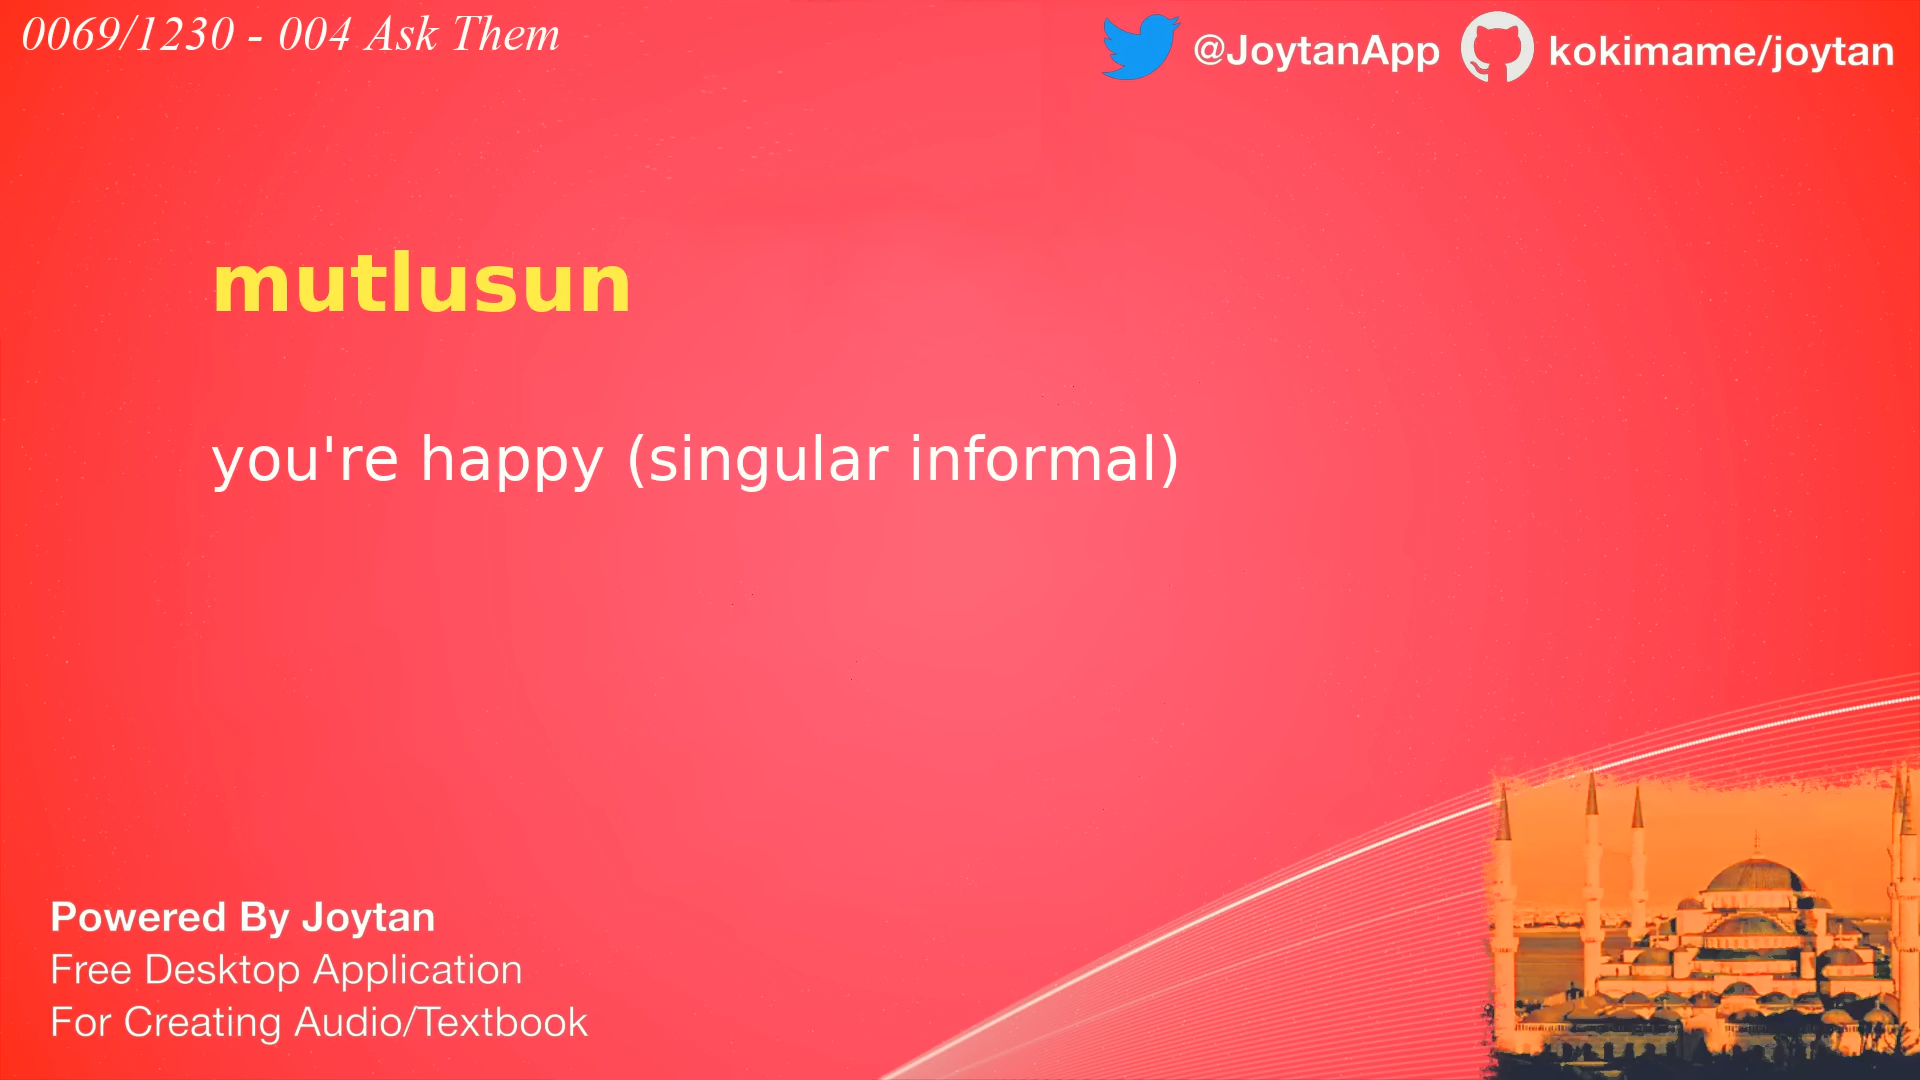 0069/1230 - 004 Ask Them
@JoytanApp
kokimame/joytan
mutlusun
you're happy (singular informal)
Powered By Joytan
Free Desktop Application
For Creating Audio/Textbook